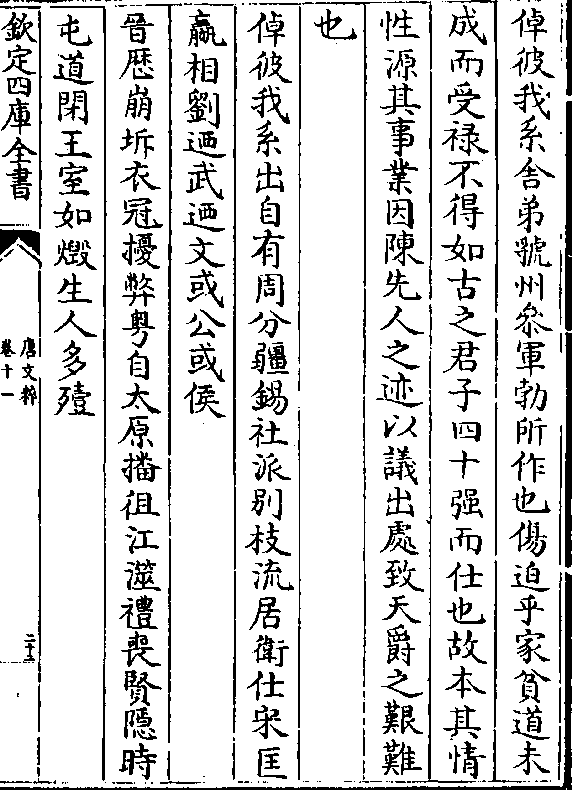 倬彼我系舎弟虢州叅軍勃所作也傷迫乎家貧道未
成而受禄不得如古之君子四十强而仕也故本其情
性源其事業因陳先人之迹以議出處致天爵之艱難
也
倬彼我系出自有周分疆錫社派别枝流居衛仕宋匡
嬴相劉迺武迺文或公或侯
晉歴崩坼衣冠擾弊粤自太原播徂江澨禮喪賢隠時
屯道閑王室如燬生人多殪
欽定四庫全書
唐文粹
卷十一
二十三